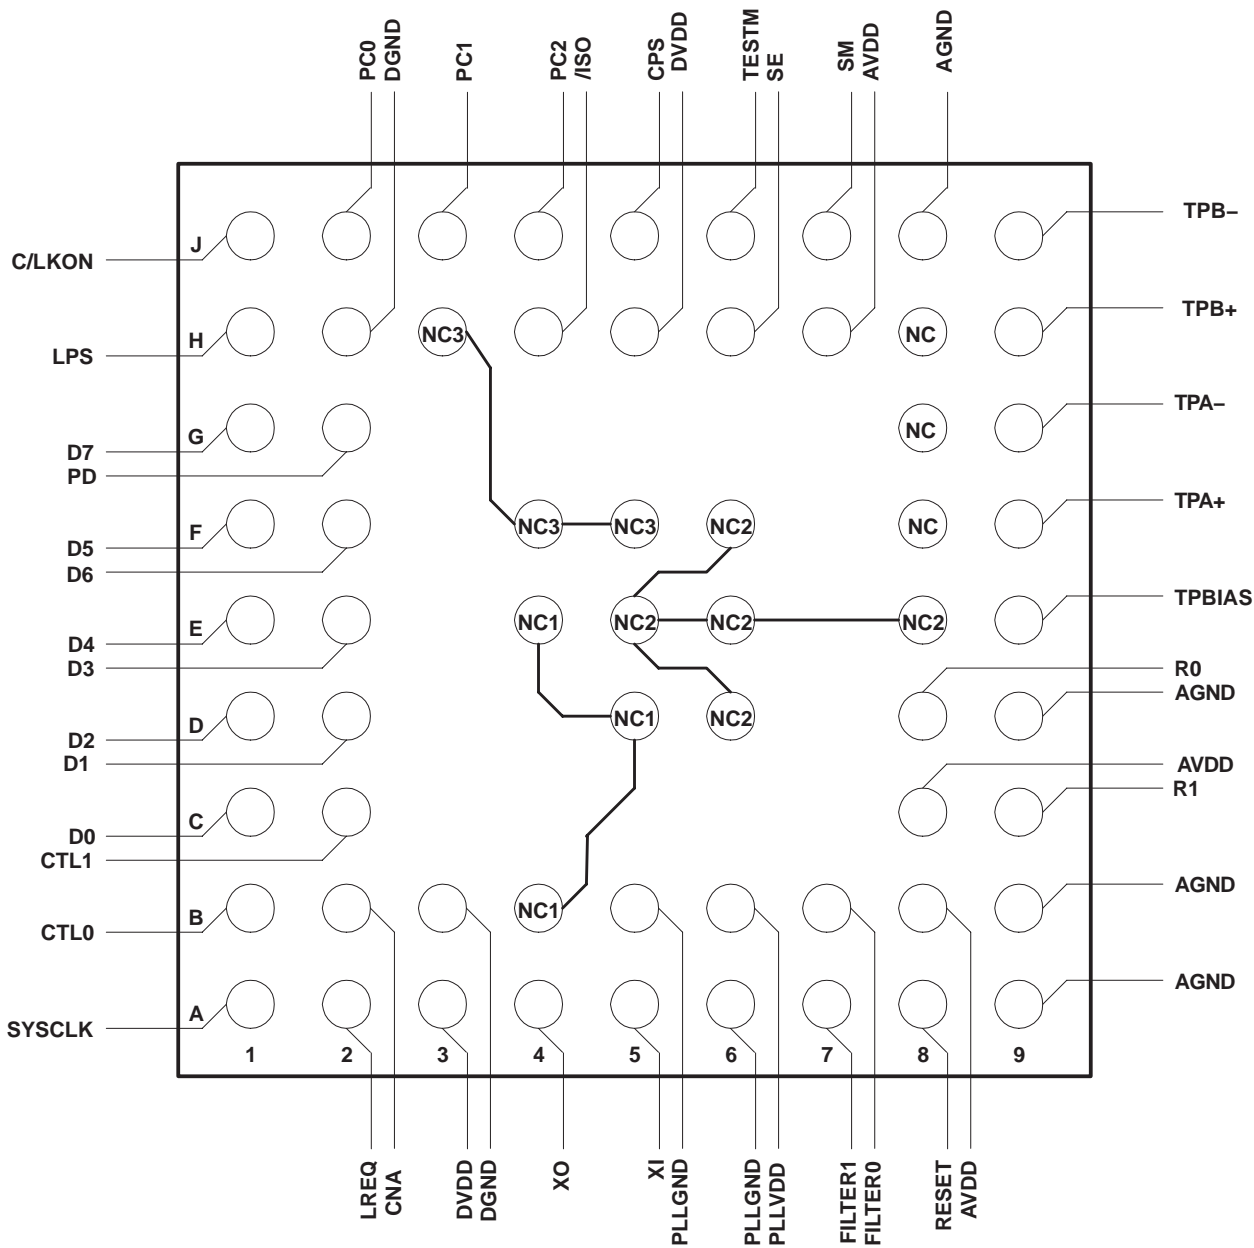 PC0
DGND
PC1
PC2
/ISO
CPS
DVDD
TESTM
SE
SM
AVDD
AGND
J
TPB–
C/LKON
H
NC3
NC
TPB+
LPS
G
NC
TPA–
D7
PD
F
NC3
NC3
NC2
NC
TPA+
D5
D6
E
NC1
NC2
NC2
NC2
TPBIAS
D4
D3
R0
AGND
D
NC1
NC2
D2
D1
AVDD
R1
C
D0
CTL1
AGND
B
NC1
CTL0
AGND
A
SYSCLK
1 2 3 4 5 6 7 8 9
LREQ
CNA
DVDD
DGND
XO
XI
PLLGND
PLLGND
PLLVDD
FILTER1
FILTER0
RESET
AVDD